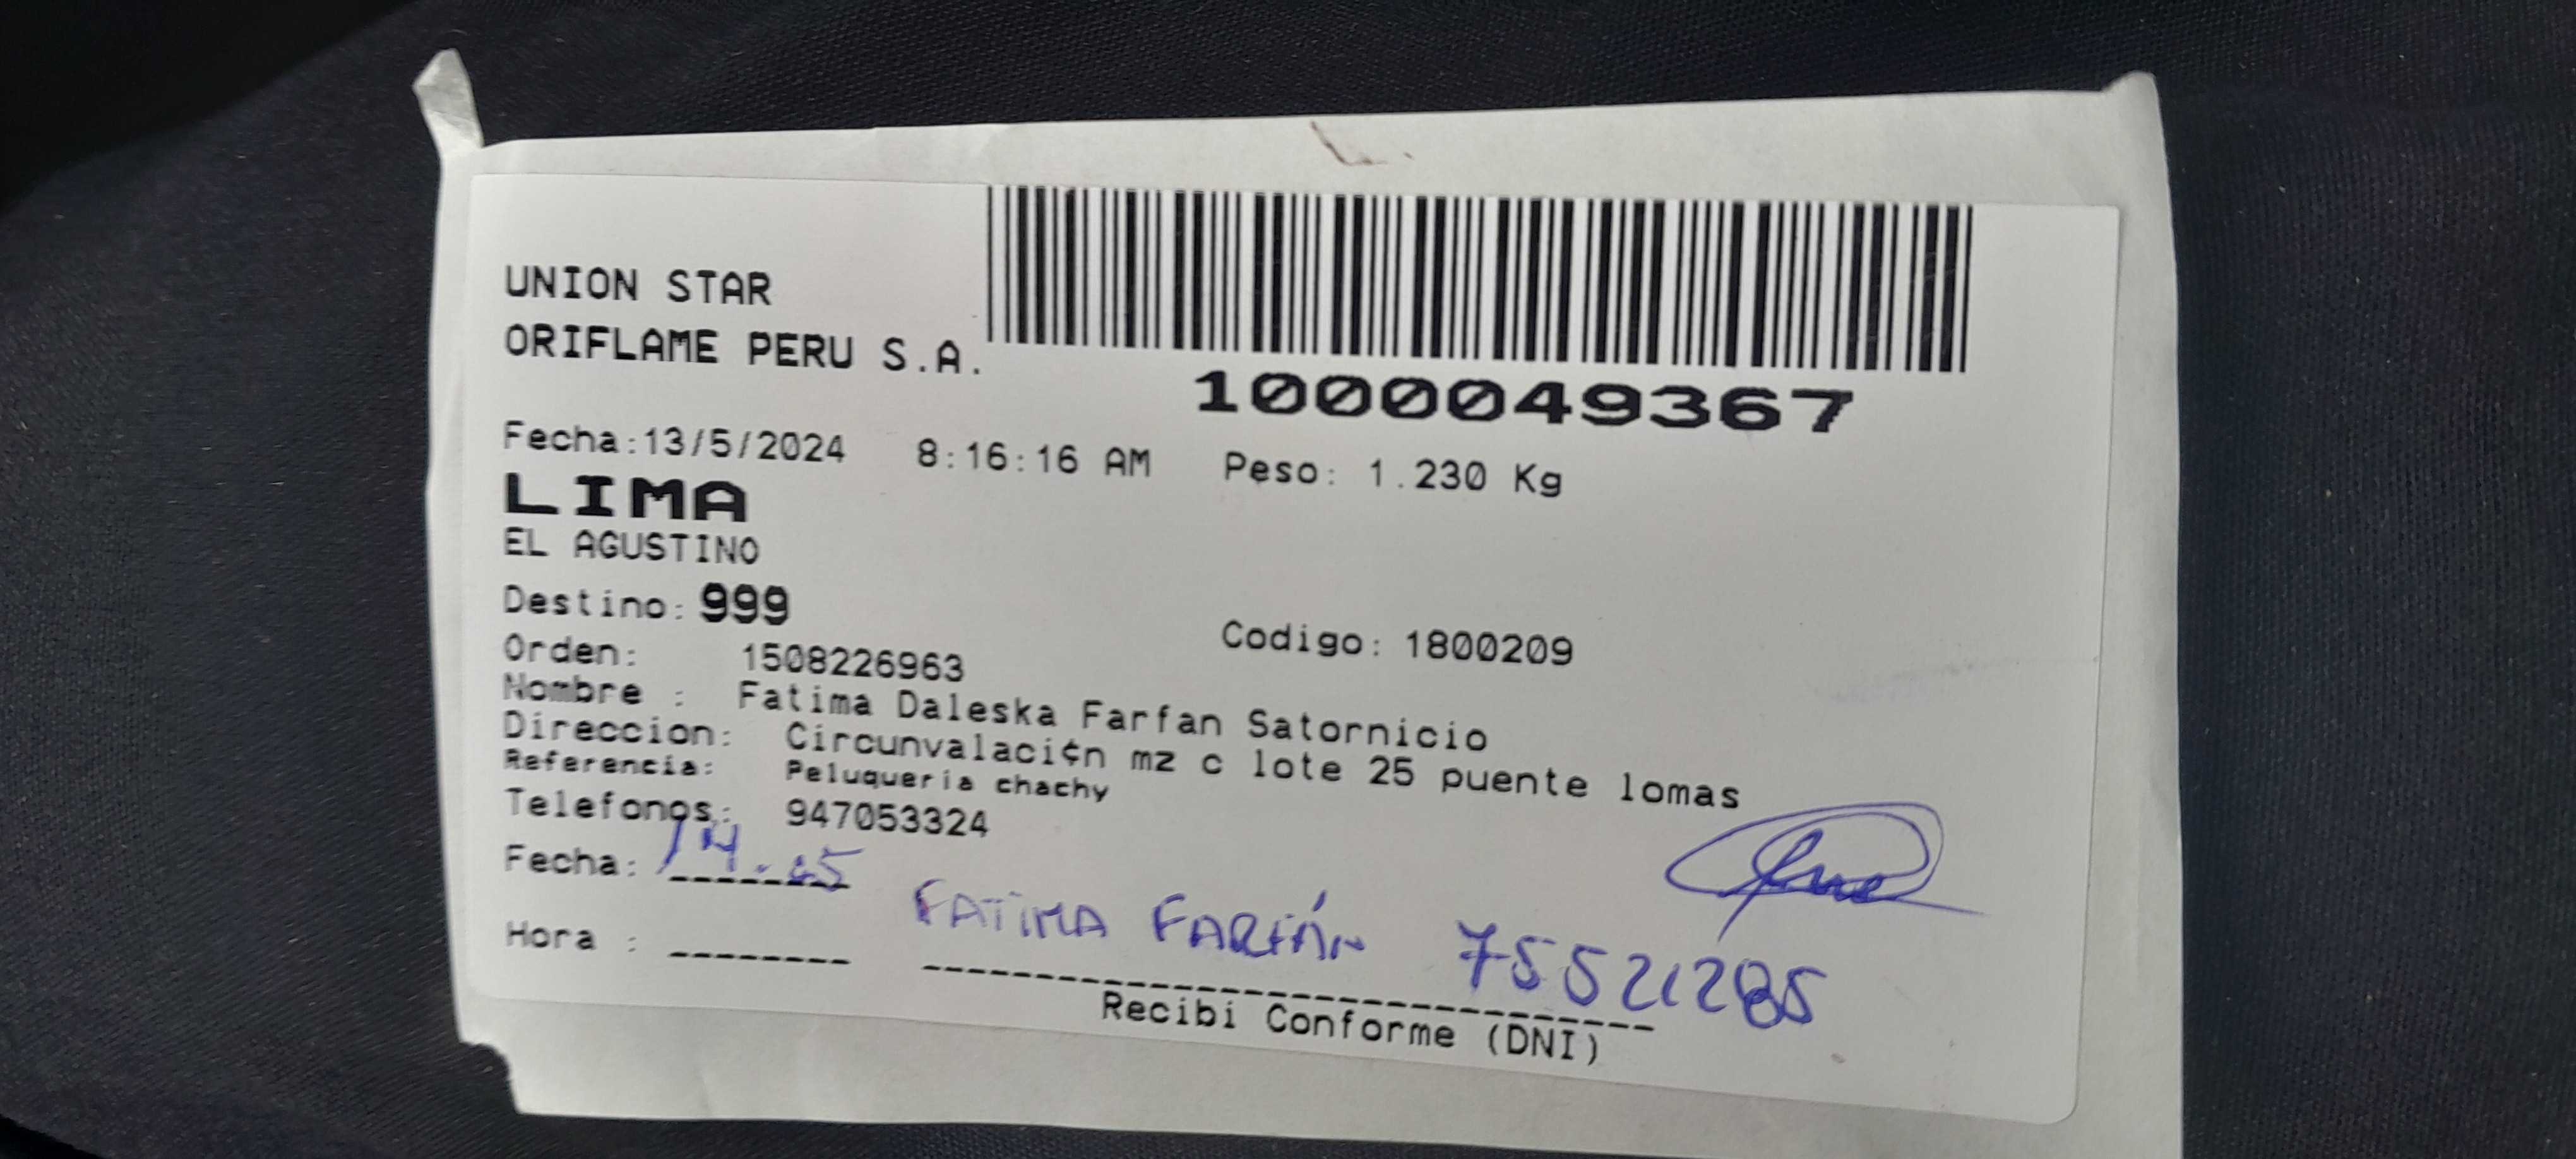 UNION STAR
ORIFLAME PERU S.A.
1000049367
Fecha:13/5/2024 8:16:16 AM Peso: 1.230 Kg
LIMA
EL AGUSTINO
Destino: 999
Codigo: 1800209
Orden: 1508226963
Nombre : Fatima Daleska Farfan Satornicio
Direccion: Circunvalaci¢n mz c lote 25 puente lomas
Referencia: Peluqueria chachy
Telefonos: 947053324
Fecha: 14.05
FATIMA FARFÁN 75521285
Hora :
Recibi Conforme (DNI)